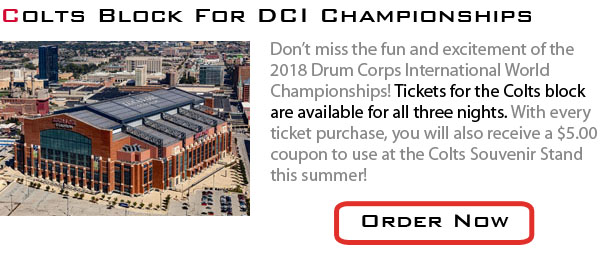 Colts Block For DCI Championships
Don't miss the fun and excitement of the
2018 Drum Corps International World
Championships! Tickets for the Colts block
are available for all three nights. With every
ticket purchase, you will also receive a $5.00
coupon to use at the Colts Souvenir Stand
this summer!
Order Now